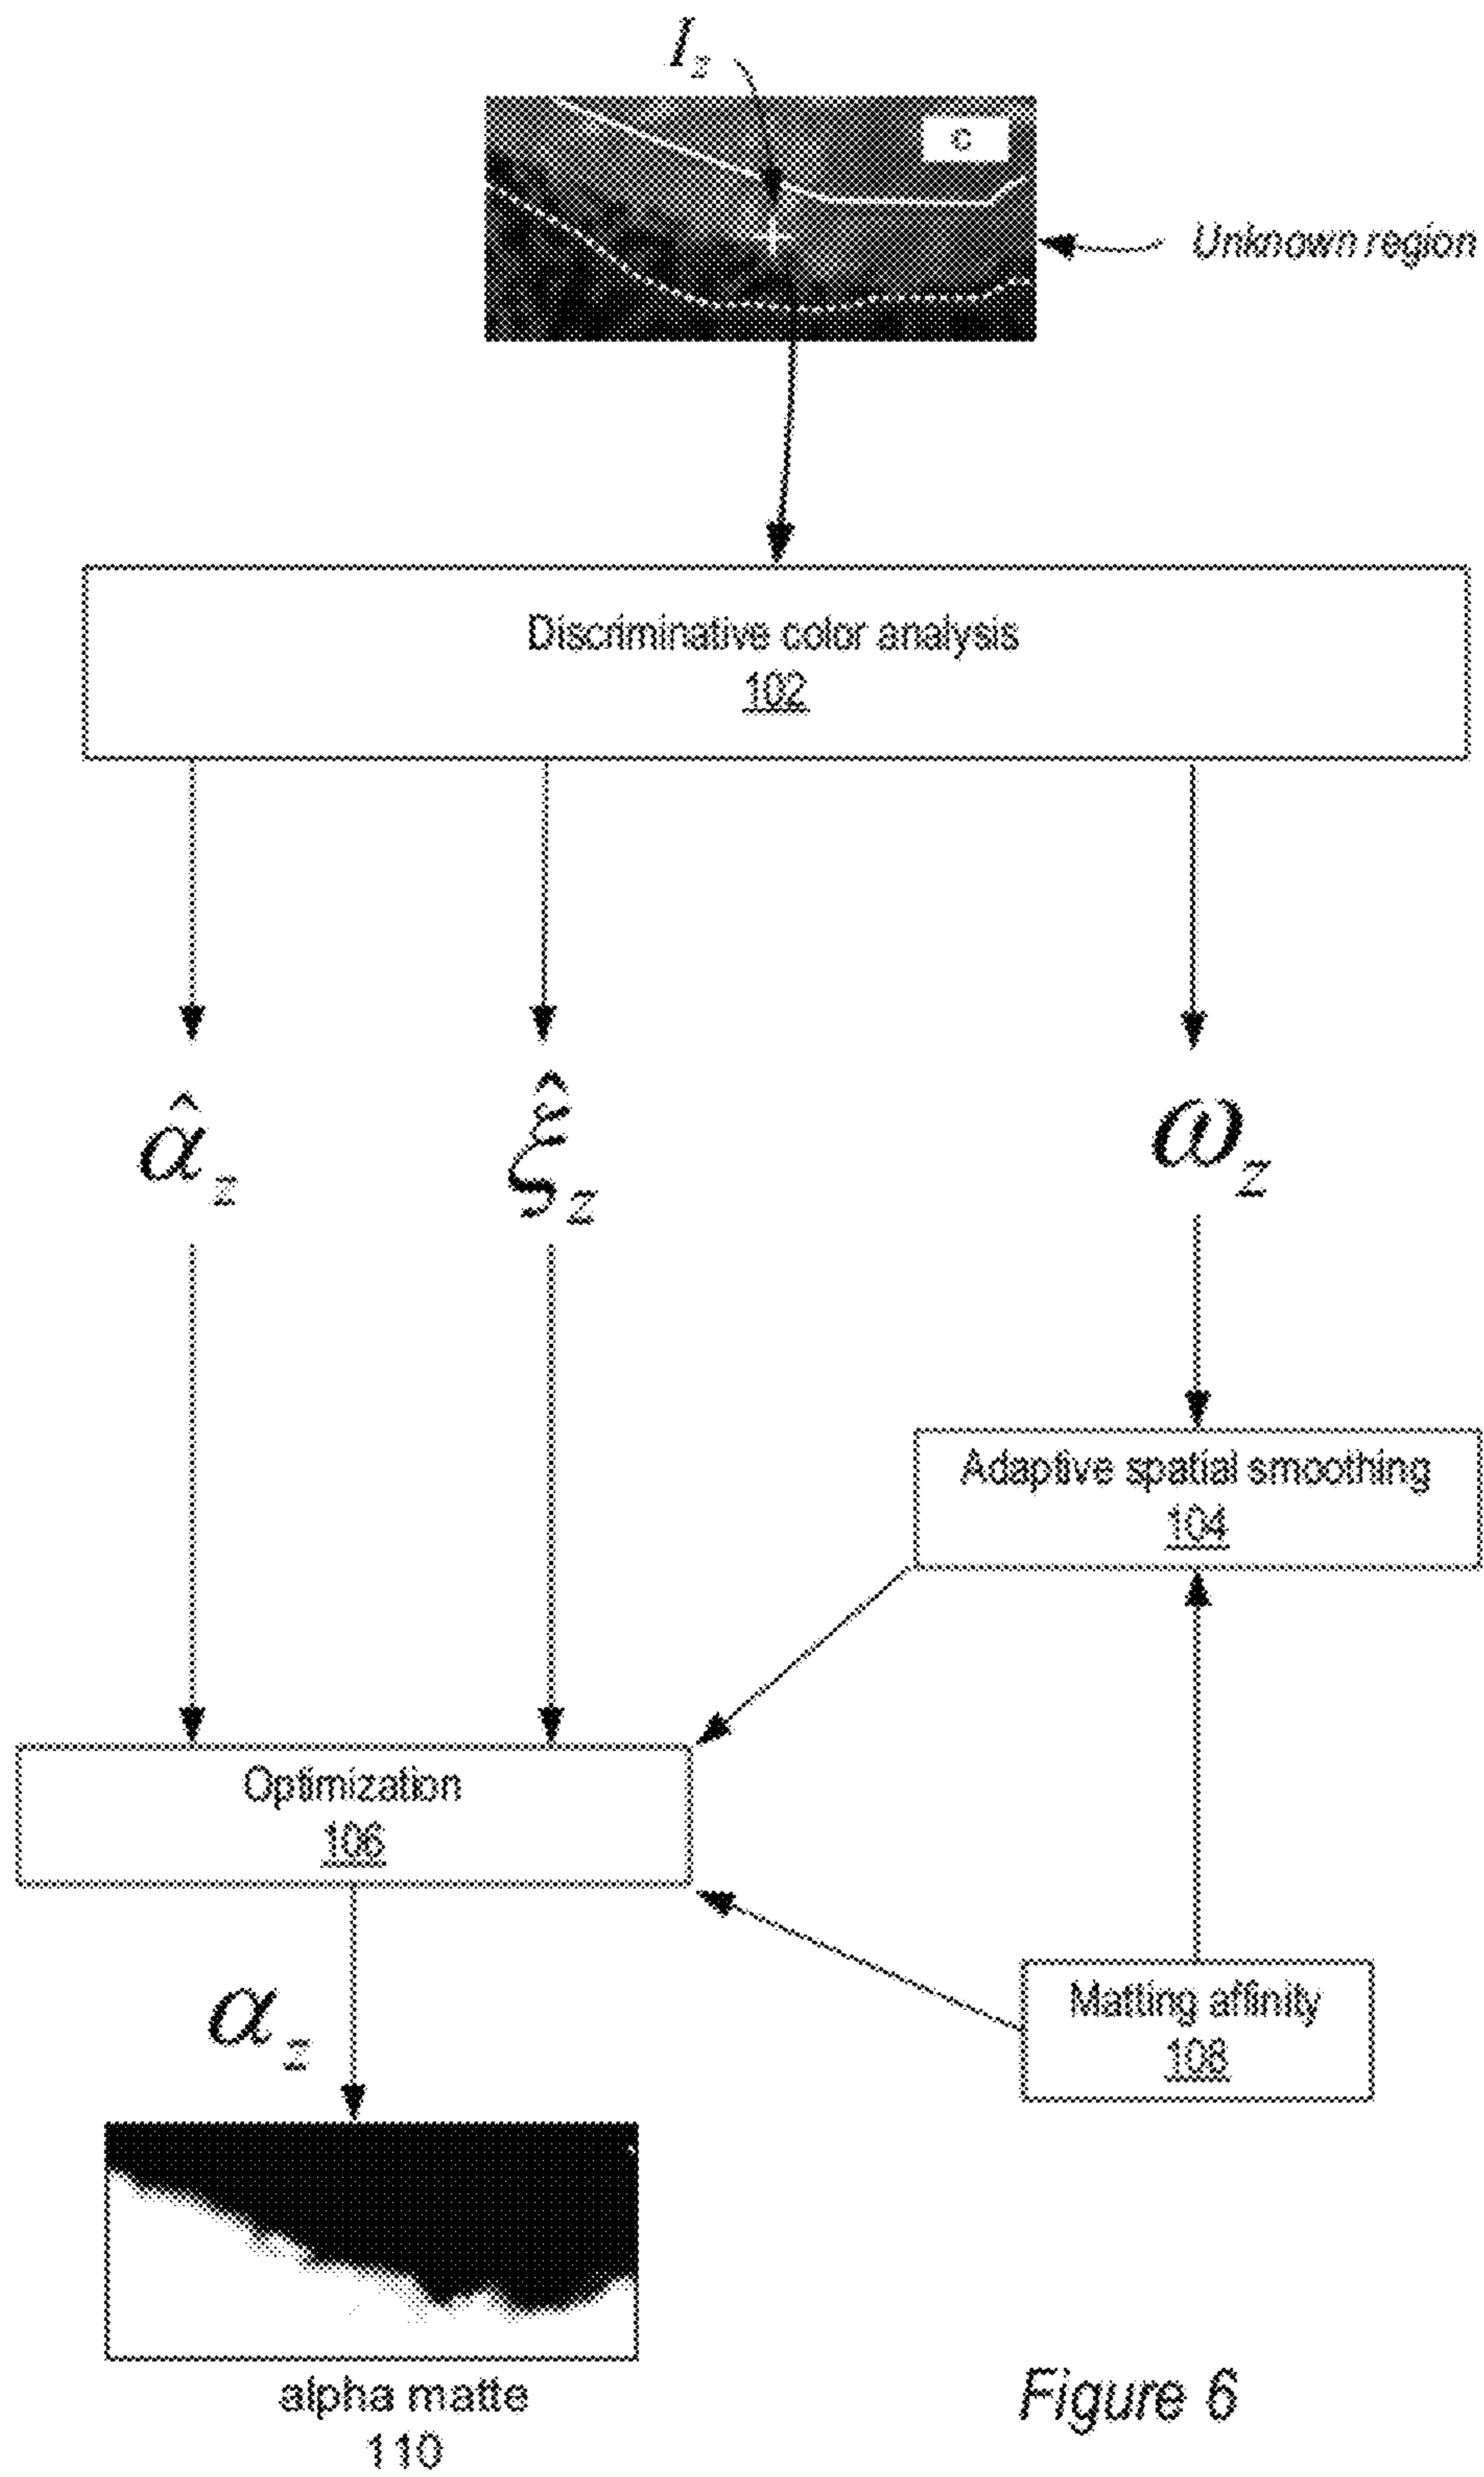 I_z
c
Unknown region
Discriminative color analysis
102
α̂_z
ξ̂_z
ω_z
Adaptive spatial smoothing
104
Optimization
106
Matting affinity
108
α_z
alpha matte
110
Figure 6